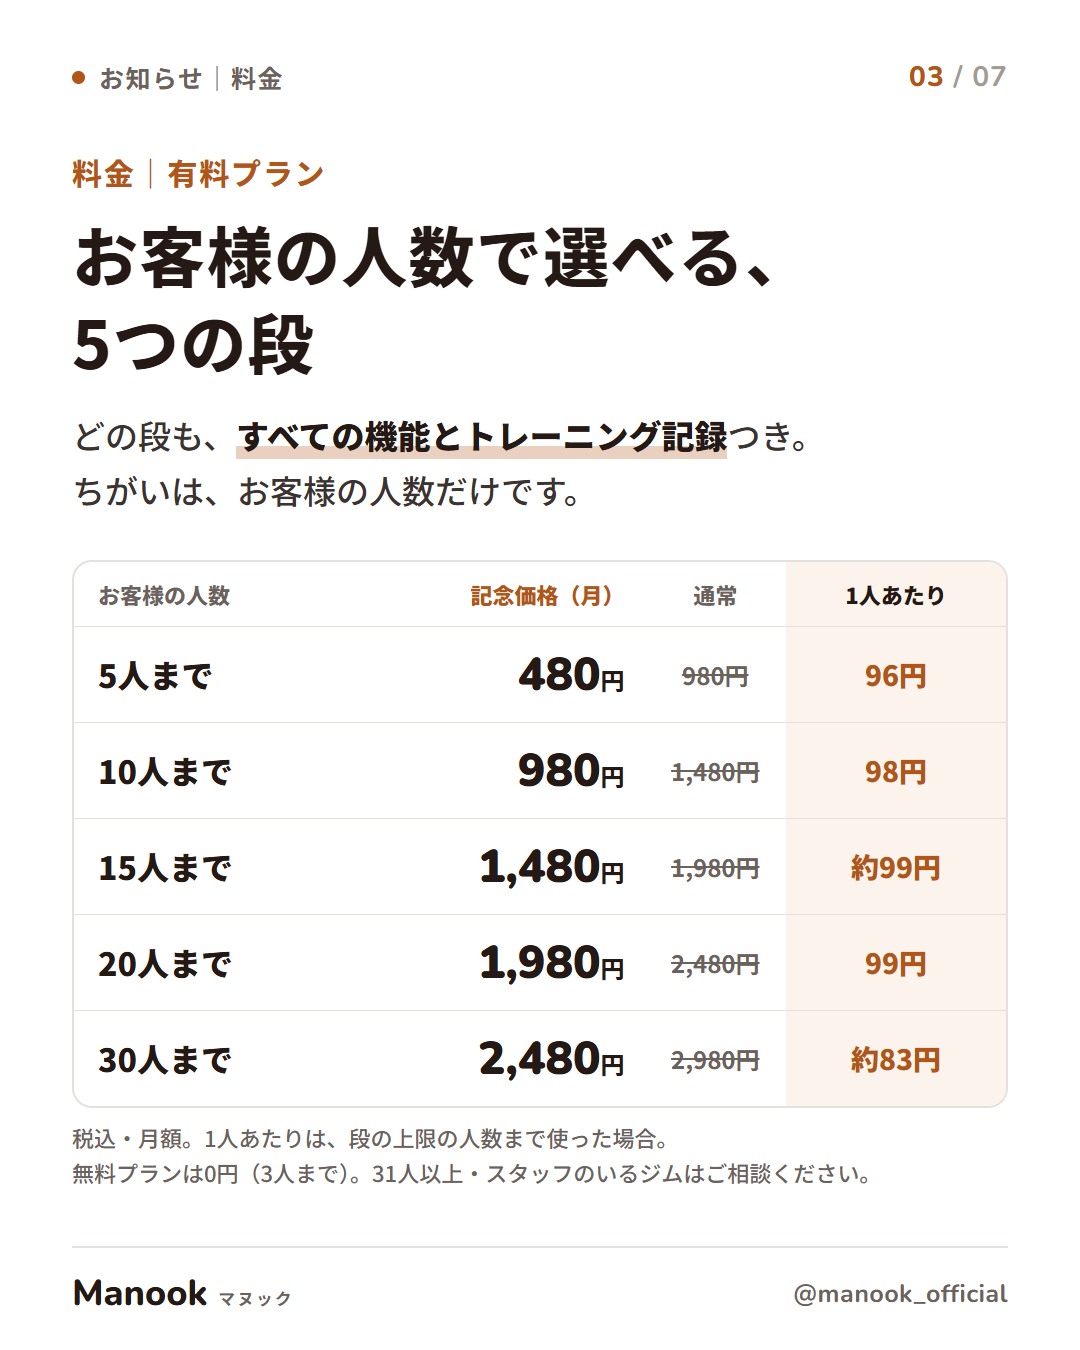 お知らせ｜料金
03 / 07
料金｜有料プラン
お客様の人数で選べる、
5つの段
どの段も、すべての機能とトレーニング記録つき。
ちがいは、お客様の人数だけです。
お客様の人数 記念価格（月） 通常 1人あたり
5人まで 480円 980円 96円
10人まで 980円 1,480円 98円
15人まで 1,480円 1,980円 約99円
20人まで 1,980円 2,480円 99円
30人まで 2,480円 2,980円 約83円
税込・月額。1人あたりは、段の上限の人数まで使った場合。
無料プランは0円（3人まで）。31人以上・スタッフのいるジムはご相談ください。
Manook マヌック
@manook_official